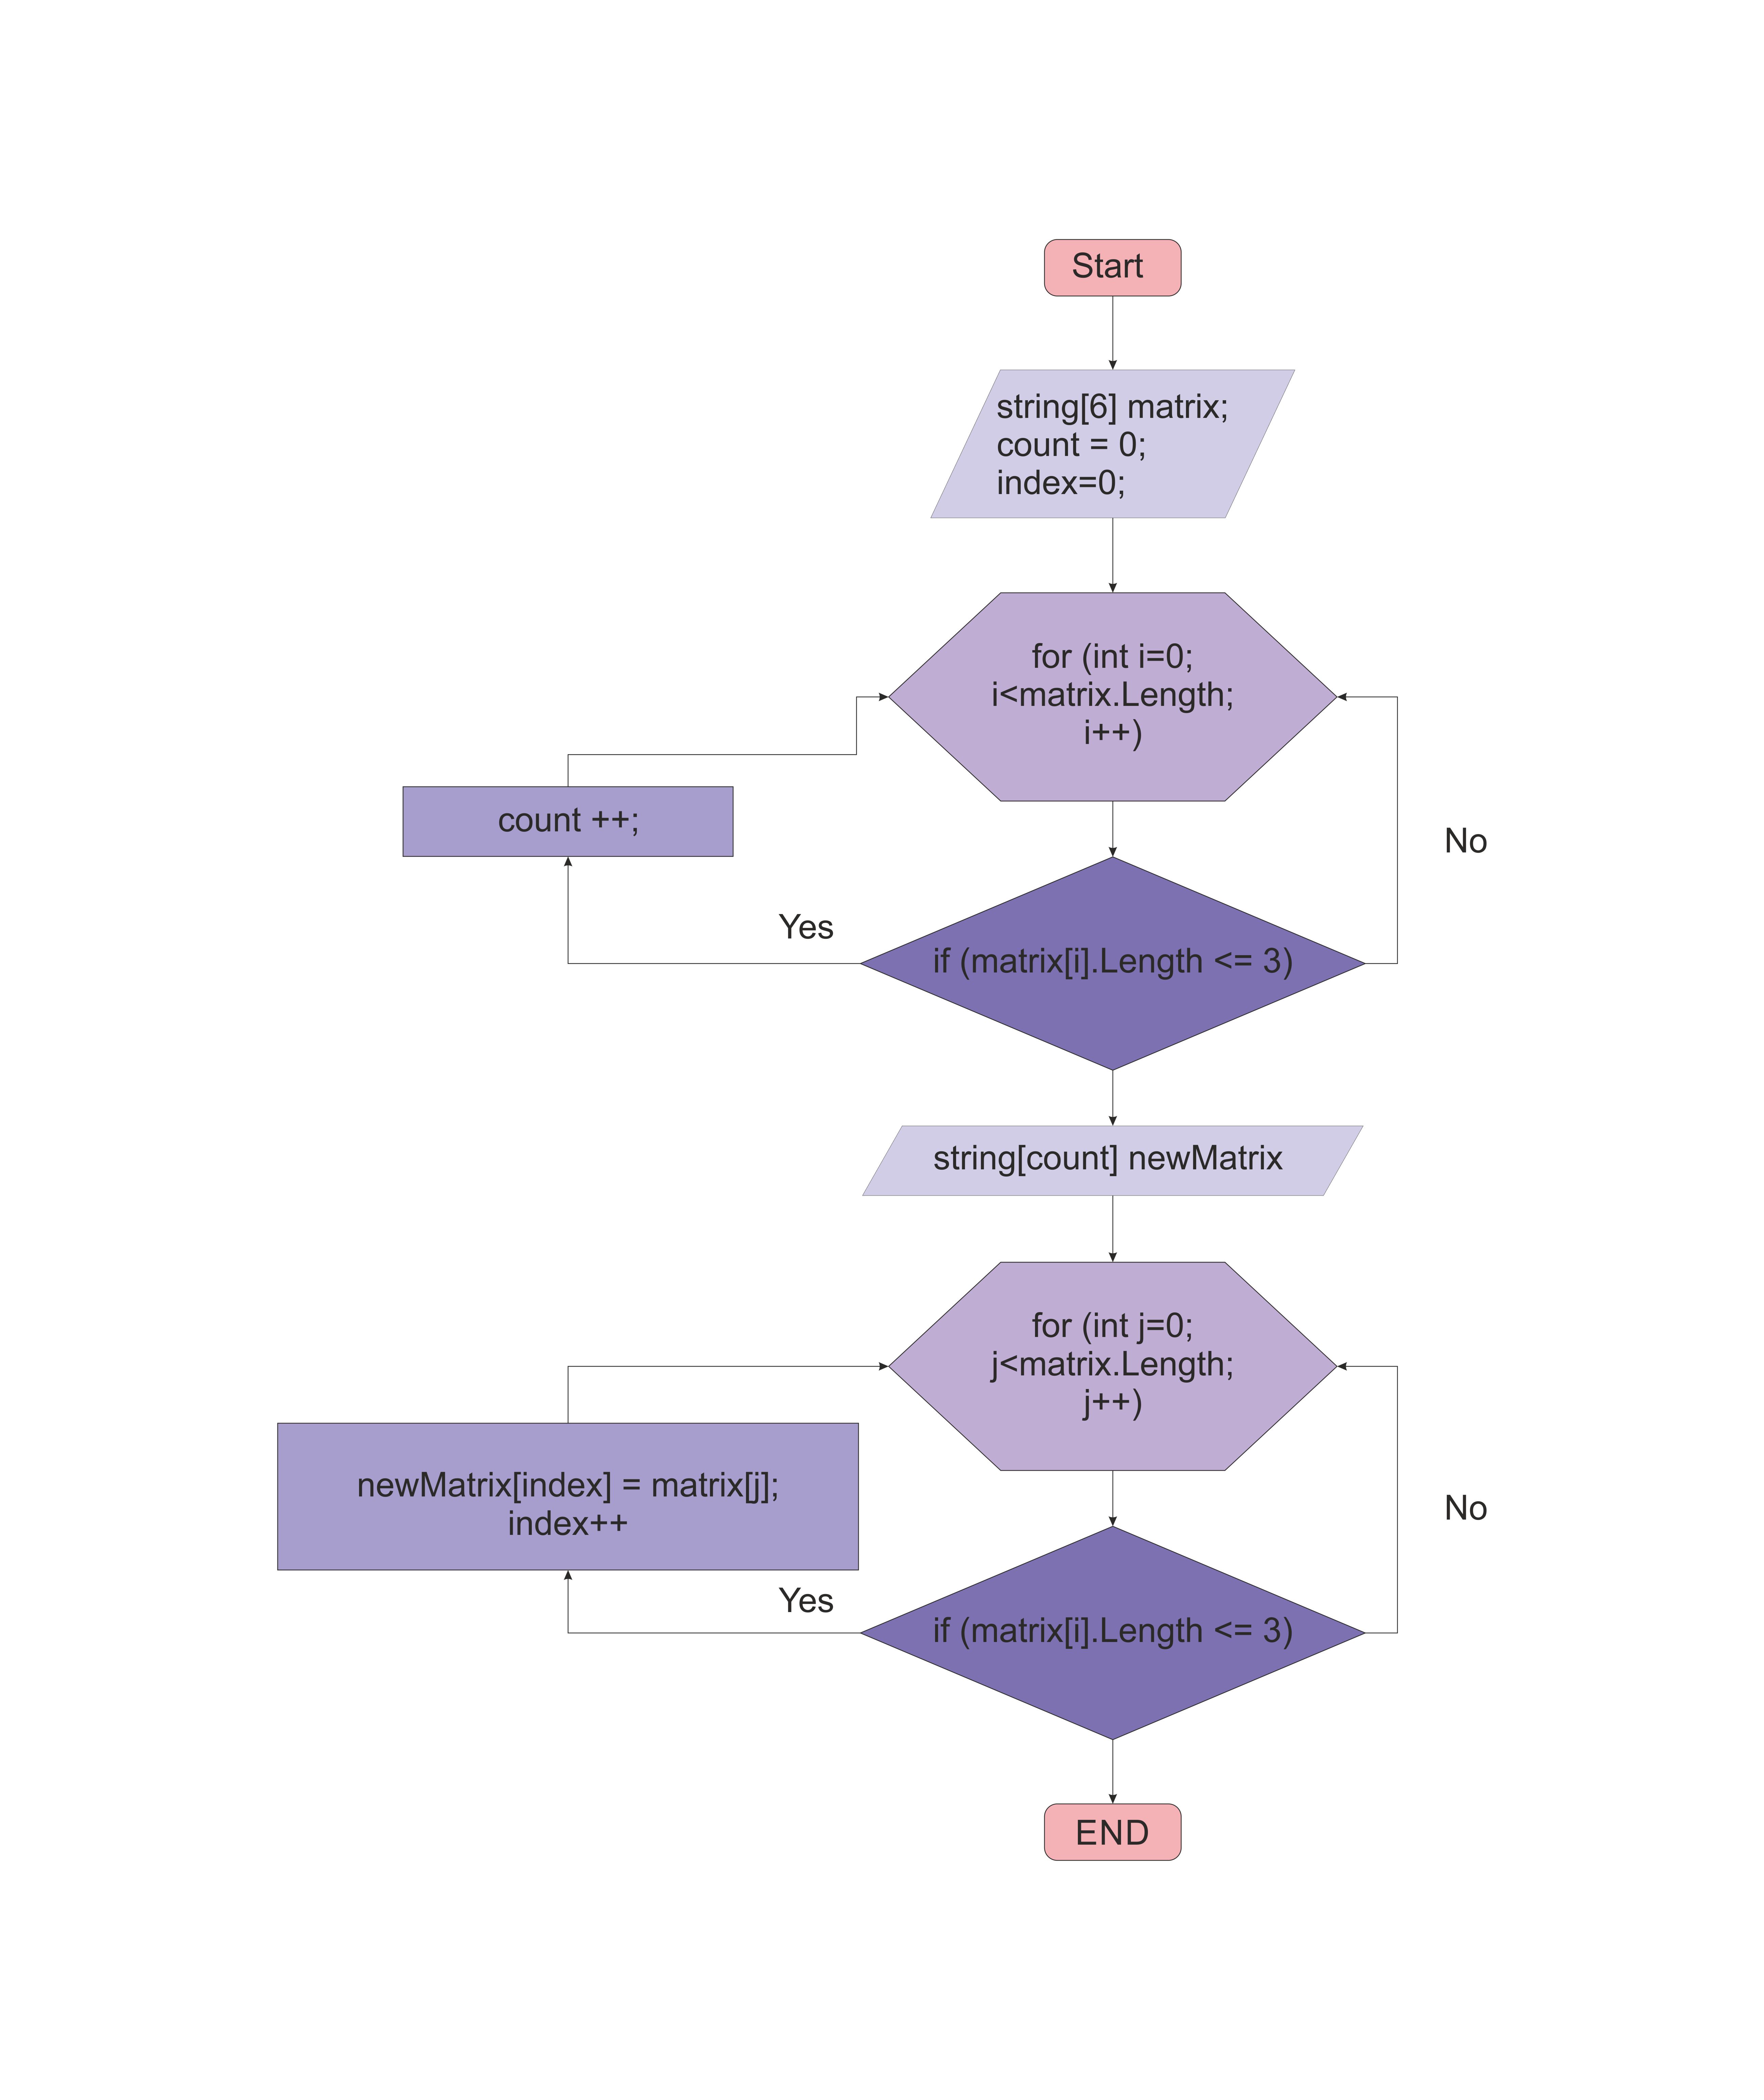 Start
string[6] matrix;
count = 0;
index=0;
for (int i=0;
i<matrix.Length;
i++)
count ++;
No
Yes
if (matrix[i].Length <= 3)
string[count] newMatrix
for (int j=0;
j<matrix.Length;
j++)
newMatrix[index] = matrix[j];
index++
No
Yes
if (matrix[i].Length <= 3)
END